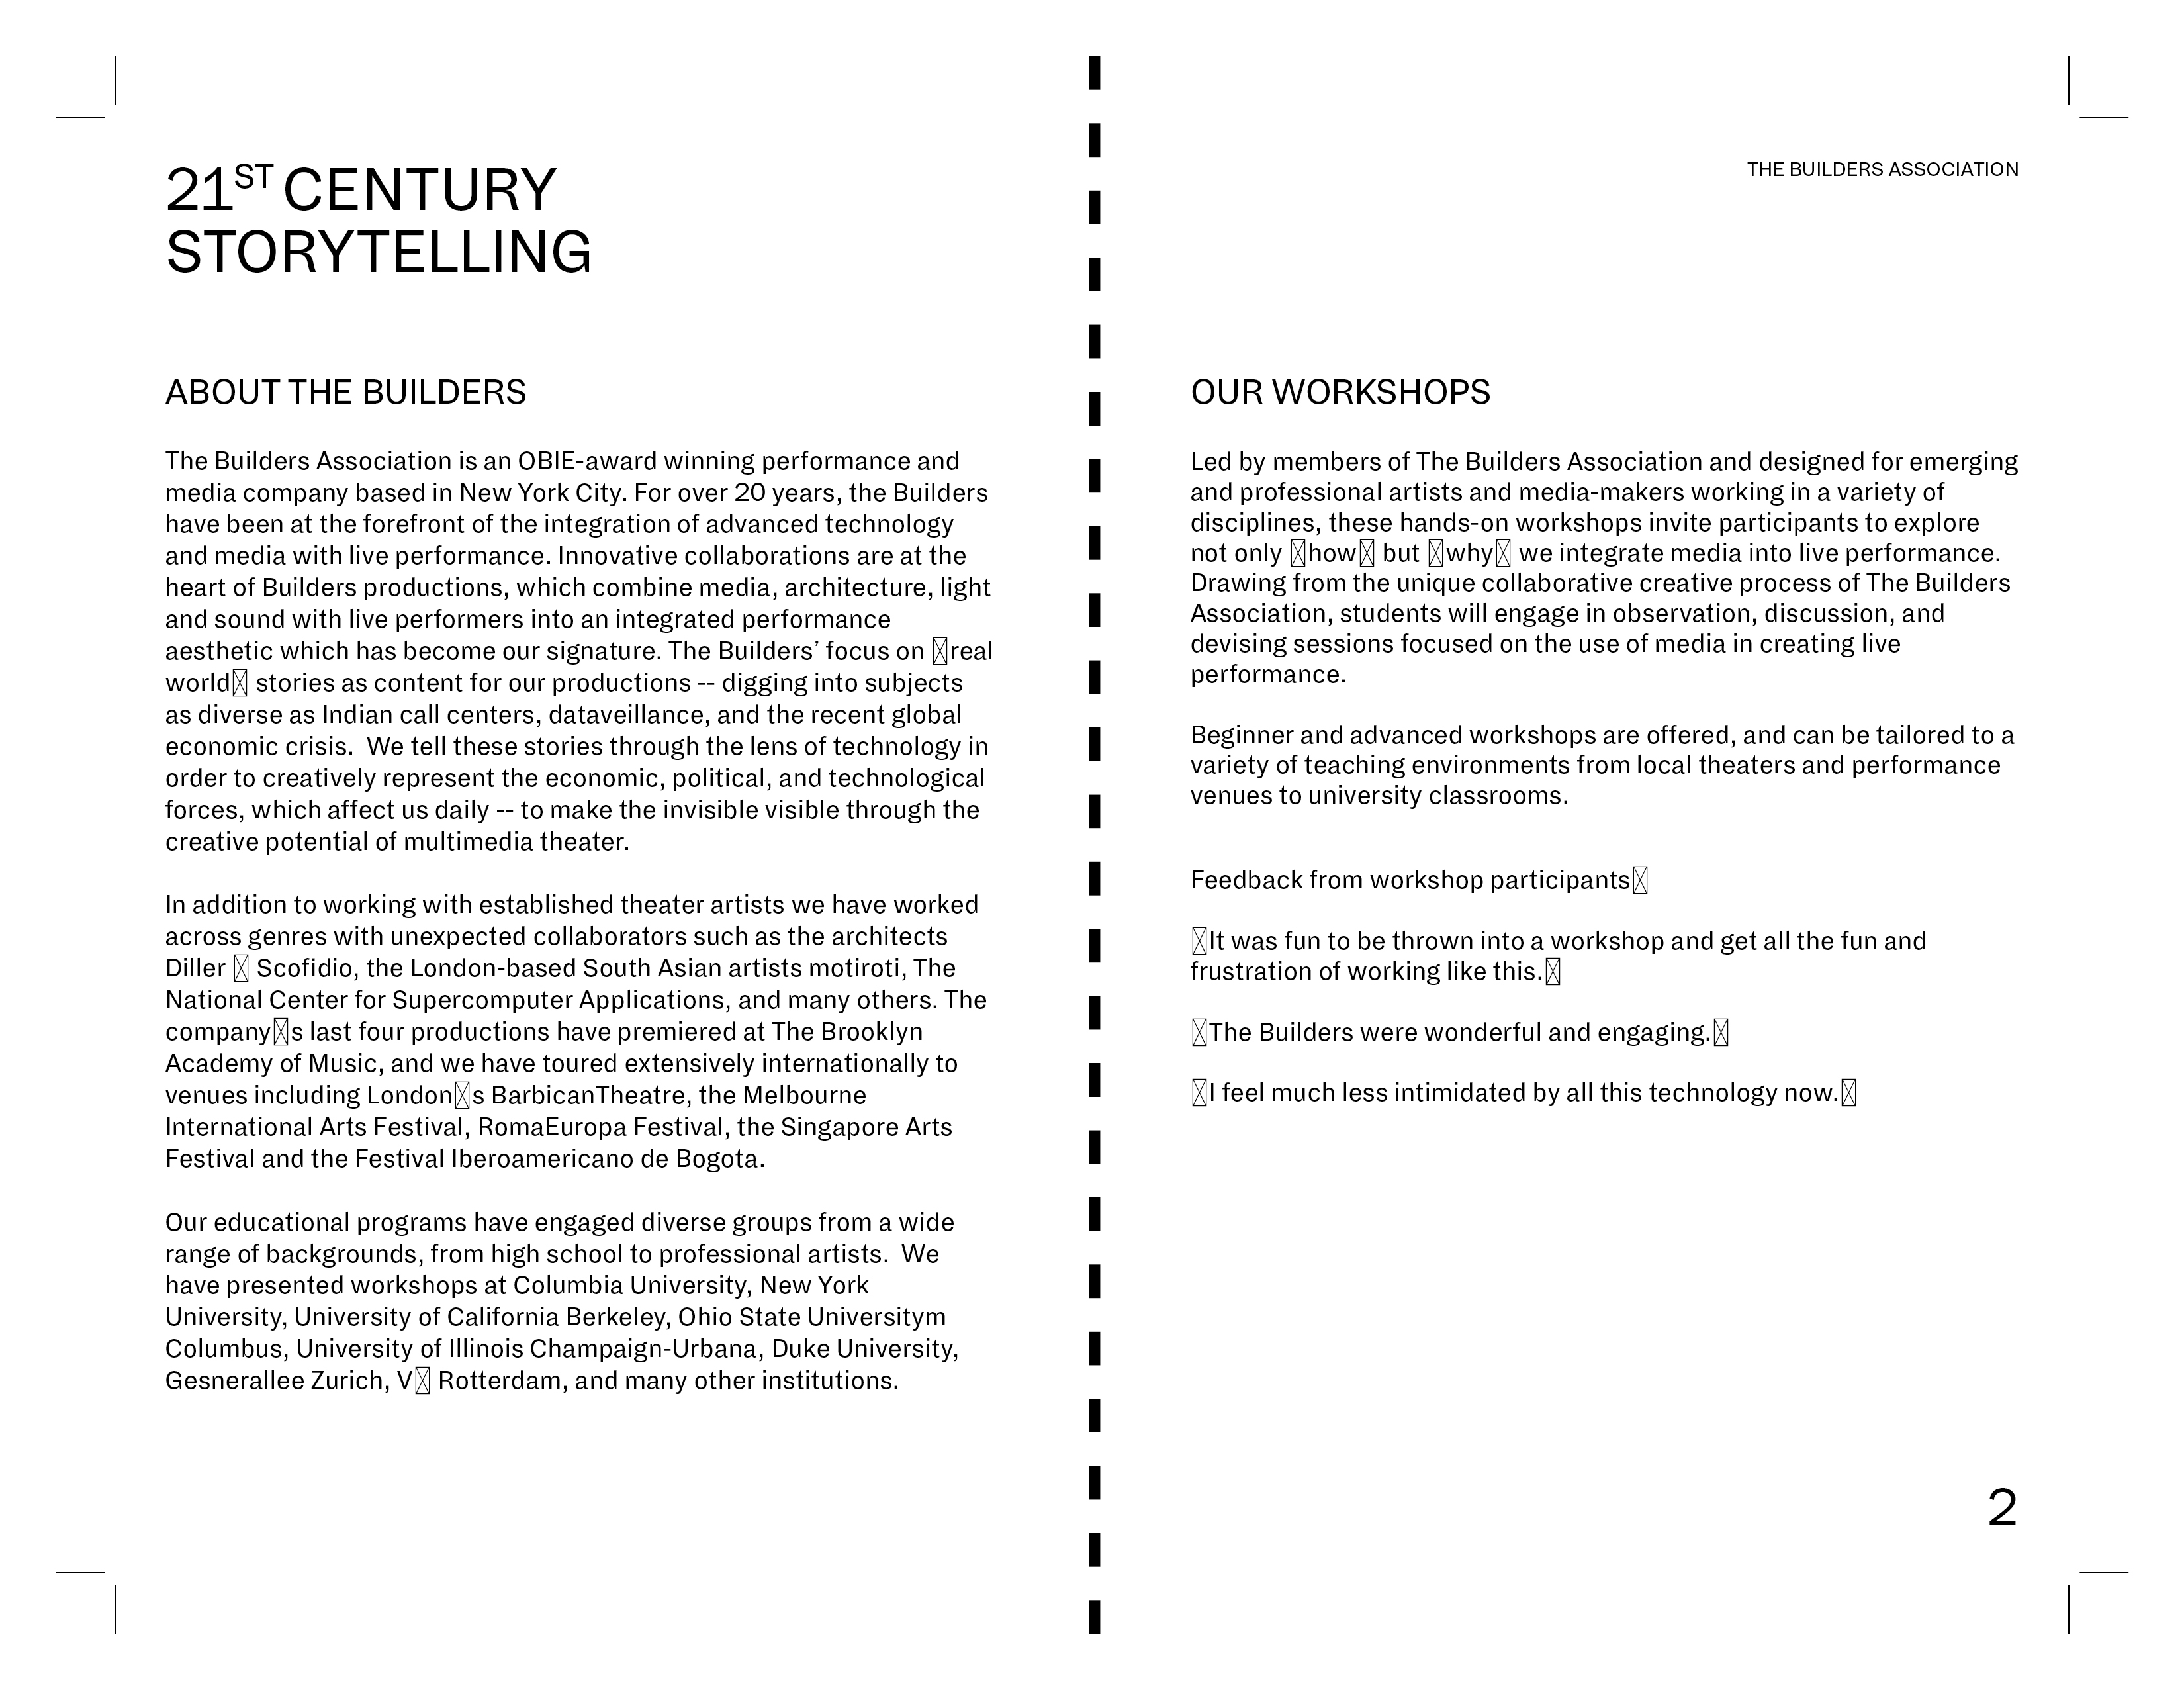 21ST CENTURY
STORYTELLING
ABOUT THE BUILDERS
The Builders Association is an OBIE-award winning performance and
media company based in New York City. For over 20 years, the Builders
have been at the forefront of the integration of advanced technology
and media with live performance. Innovative collaborations are at the
heart of Builders productions, which combine media, architecture, light
and sound with live performers into an integrated performance
aesthetic which has become our signature. The Builders’ focus on real
world stories as content for our productions -- digging into subjects
as diverse as Indian call centers, dataveillance, and the recent global
economic crisis.  We tell these stories through the lens of technology in
order to creatively represent the economic, political, and technological
forces, which affect us daily -- to make the invisible visible through the
creative potential of multimedia theater.
In addition to working with established theater artists we have worked
across genres with unexpected collaborators such as the architects
Diller Scofidio, the London-based South Asian artists motiroti, The
National Center for Supercomputer Applications, and many others. The
company s last four productions have premiered at The Brooklyn
Academy of Music, and we have toured extensively internationally to
venues including London s BarbicanTheatre, the Melbourne
International Arts Festival, RomaEuropa Festival, the Singapore Arts
Festival and the Festival Iberoamericano de Bogota.
Our educational programs have engaged diverse groups from a wide
range of backgrounds, from high school to professional artists.  We
have presented workshops at Columbia University, New York
University, University of California Berkeley, Ohio State Universitym
Columbus, University of Illinois Champaign-Urbana, Duke University,
Gesnerallee Zurich, V Rotterdam, and many other institutions.
THE BUILDERS ASSOCIATION
OUR WORKSHOPS
Led by members of The Builders Association and designed for emerging
and professional artists and media-makers working in a variety of
disciplines, these hands-on workshops invite participants to explore
not only how but why we integrate media into live performance.
Drawing from the unique collaborative creative process of The Builders
Association, students will engage in observation, discussion, and
devising sessions focused on the use of media in creating live
performance.
Beginner and advanced workshops are offered, and can be tailored to a
variety of teaching environments from local theaters and performance
venues to university classrooms.
Feedback from workshop participants
It was fun to be thrown into a workshop and get all the fun and
frustration of working like this.
The Builders were wonderful and engaging.
I feel much less intimidated by all this technology now.
2